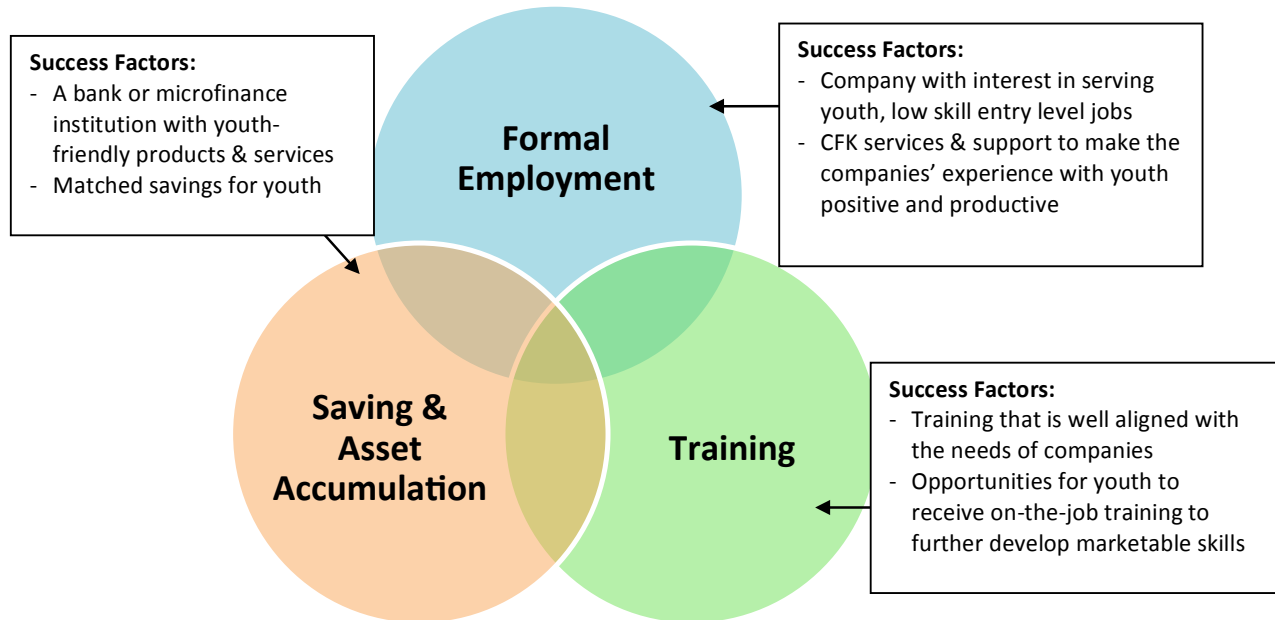 Success Factors:
- A bank or microfinance
institution with youth-
friendly products & services
- Matched savings for youth
Success Factors:
- Company with interest in serving
youth, low skill entry level jobs
- CFK services & support to make the
companies’ experience with youth
positive and productive
Formal
Employment
Saving &
Asset
Accumulation
Training
Success Factors:
- Training that is well aligned with
the needs of companies
- Opportunities for youth to
receive on-the-job training to
further develop marketable skills